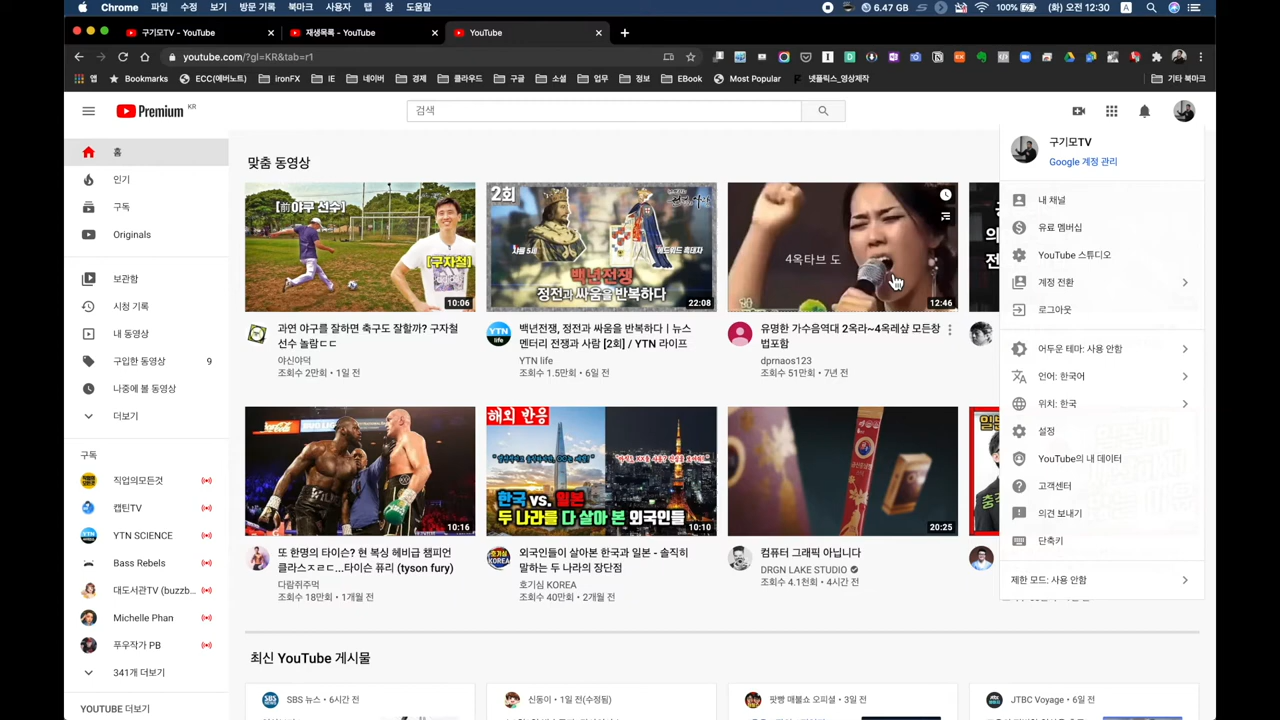 Chrome 파일 수정 보기 방문 기록 북마크 사용자 탭 창 도움말
6.47 GB 100% (화) 오전 12:30 A
구기모TV - YouTube
재생목록 - YouTube
YouTube
youtube.com/?gl=KR&tab=r1
앱 Bookmarks ECC(에버노트) IronFX IE 네이버 경제 클라우드 구글 소셜 업무 정보 EBook Most Popular 넷플릭스_영상제작 기타 북마크
Premium KR
검색
홈
인기
구독
Originals
보관함
시청 기록
내 동영상
구입한 동영상 9
나중에 볼 동영상
더보기
구독
직업의모든것
캡틴TV
YTN SCIENCE
Bass Rebels
대도서관TV (buzzb...
Michelle Phan
푸우작가 PB
341개 더보기
YOUTUBE 더보기
맞춤 동영상
[前야구 선수]
[구자철]
10:06
과연 야구를 잘하면 축구도 잘할까? 구자철
선수 놀람ㄷㄷ
야신야덕
조회수 2만회 • 1일 전
2회
샤를 5세
에드워드 흑태자
백년전쟁
정전과 싸움을 반복하다
22:08
백년전쟁, 정전과 싸움을 반복하다ㅣ뉴스
멘터리 전쟁과 사람 [2회] / YTN 라이프
YTN life
조회수 1.5만회 • 6일 전
4옥타브 도
12:46
유명한 가수음역대 2옥라~4옥레샾 모든창
법포함
dprnaos123
조회수 51만회 • 7년 전
10:16
또 한명의 타이슨? 현 복싱 헤비급 챔피언
클라스ㅈㄹㄷ...타이슨 퓨리 (tyson fury)
다람쥐주먹
조회수 18만회 • 1개월 전
해외 반응
한국 vs. 일본
두 나라를 다 살아 본 외국인들
10:10
외국인들이 살아본 한국과 일본 - 솔직히
말하는 두 나라의 장단점
호기심 KOREA
조회수 40만회 • 2개월 전
20:25
컴퓨터 그래픽 아닙니다
DRGN LAKE STUDIO
조회수 4.1천회 • 4시간 전
구기모TV
Google 계정 관리
내 채널
유료 멤버십
YouTube 스튜디오
계정 전환
로그아웃
어두운 테마: 사용 안함
언어: 한국어
위치: 한국
설정
YouTube의 내 데이터
고객센터
의견 보내기
단축키
제한 모드: 사용 안함
최신 YouTube 게시물
SBS 뉴스 • 6시간 전
신동이 • 1일 전(수정됨)
팟빵 매불쇼 오피셜 • 3일 전
JTBC Voyage • 6일 전